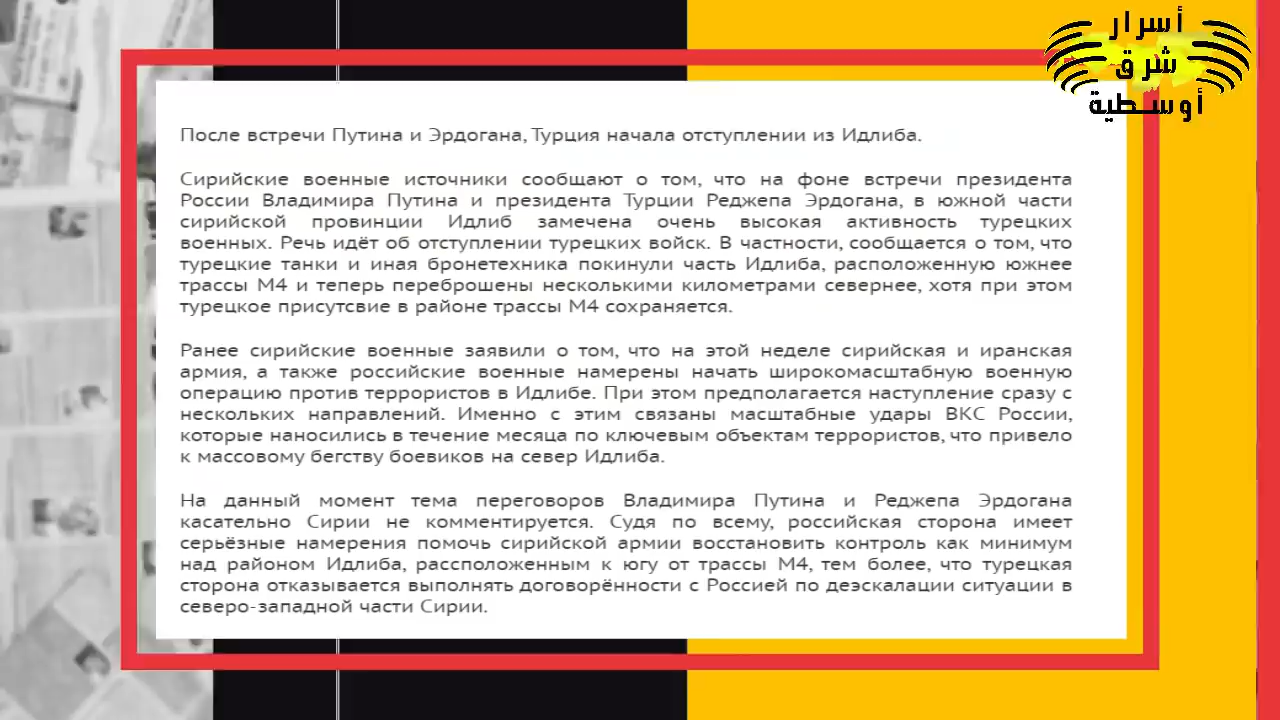 أسرار
شرق
أوسطية
После встречи Путина и Эрдогана, Турция начала отступлении из Идлиба.
Сирийские военные источники сообщают о том, что на фоне встречи президента
России Владимира Путина и президента Турции Реджепа Эрдогана, в южной части
сирийской провинции Идлиб замечена очень высокая активность турецких
военных. Речь идёт об отступлении турецких войск. В частности, сообщается о том, что
турецкие танки и иная бронетехника покинули часть Идлиба, расположенную южнее
трассы М4 и теперь переброшены несколькими километрами севернее, хотя при этом
турецкое присутсвие в районе трассы М4 сохраняется.
Ранее сирийские военные заявили о том, что на этой неделе сирийская и иранская
армия, а также российские военные намерены начать широкомасштабную военную
операцию против террористов в Идлибе. При этом предполагается наступление сразу с
нескольких направлений. Именно с этим связаны масштабные удары ВКС России,
которые наносились в течение месяца по ключевым объектам террористов, что привело
к массовому бегству боевиков на север Идлиба.
На данный момент тема переговоров Владимира Путина и Реджепа Эрдогана
касательно Сирии не комментируется. Судя по всему, российская сторона имеет
серьёзные намерения помочь сирийской армии восстановить контроль как минимум
над районом Идлиба, рассположенным к югу от трассы М4, тем более, что турецкая
сторона отказывается выполнять договорённости с Россией по деэскалации ситуации в
северо-западной части Сирии.